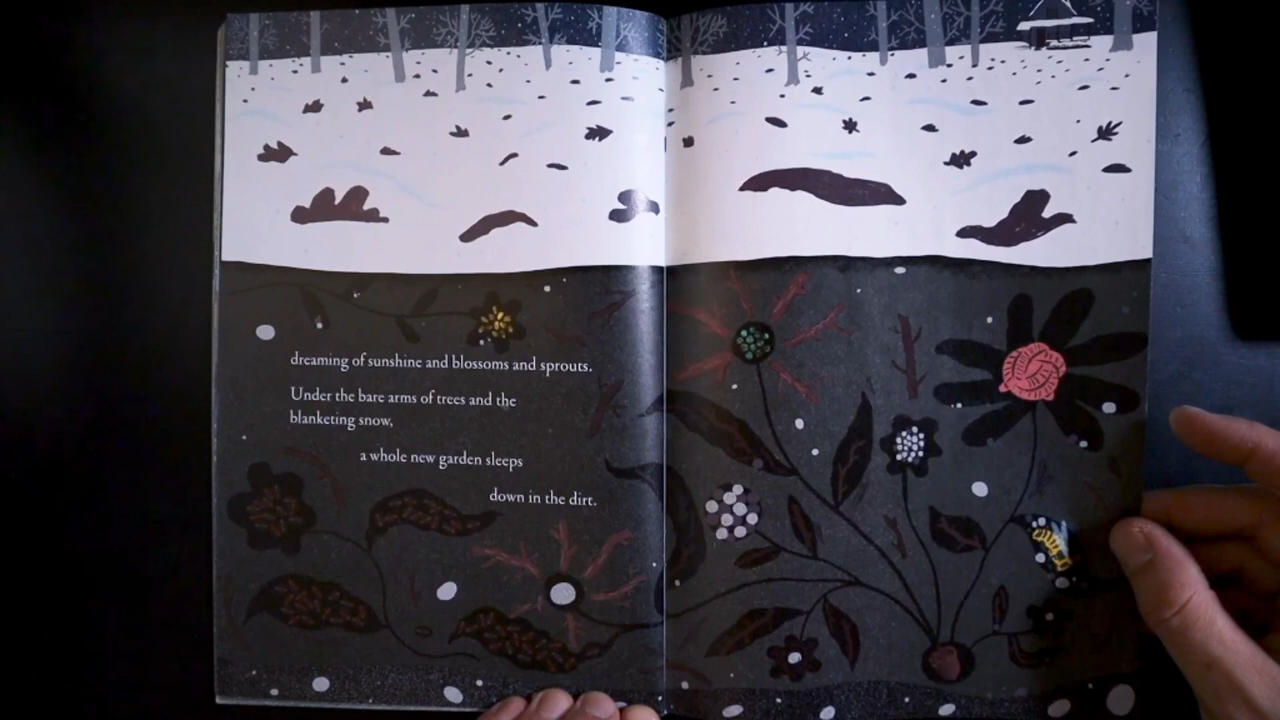 dreaming of sunshine and blossoms and sprouts.
Under the bare arms of trees and the
blanketing snow,
a whole new garden sleeps
down in the dirt.